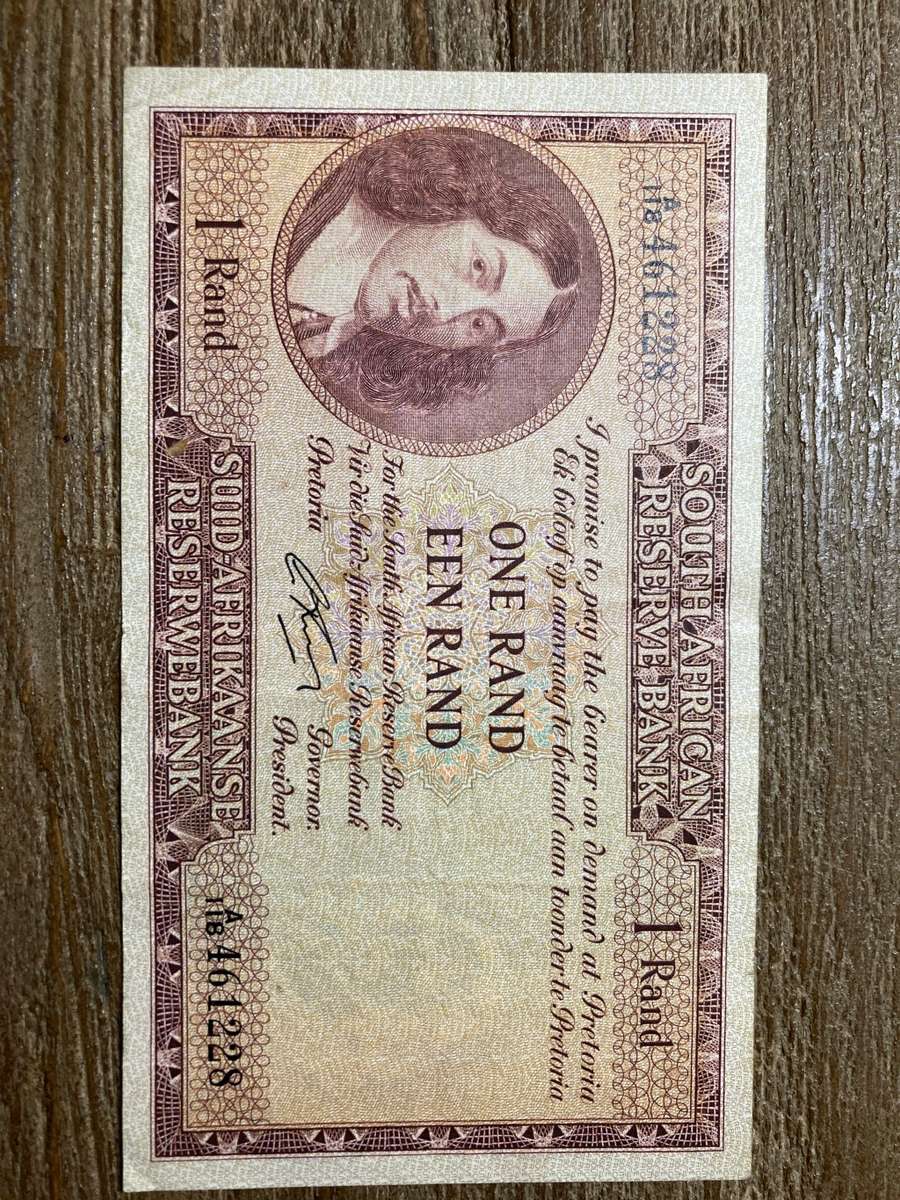 SOUTH AFRICAN
RESERVE BANK
A
118 461228
1 Rand
I promise to pay the bearer on demand at Pretoria
Ek beloof op aanvraag te betaal aan toonder te Pretoria
ONE RAND
EEN RAND
For the South African Reserve Bank
Vir die Suid-Afrikaanse Reserwebank
Pretoria
Governor.
President.
1 Rand
SUID-AFRIKAANSE
RESERWEBANK
A
118 461228